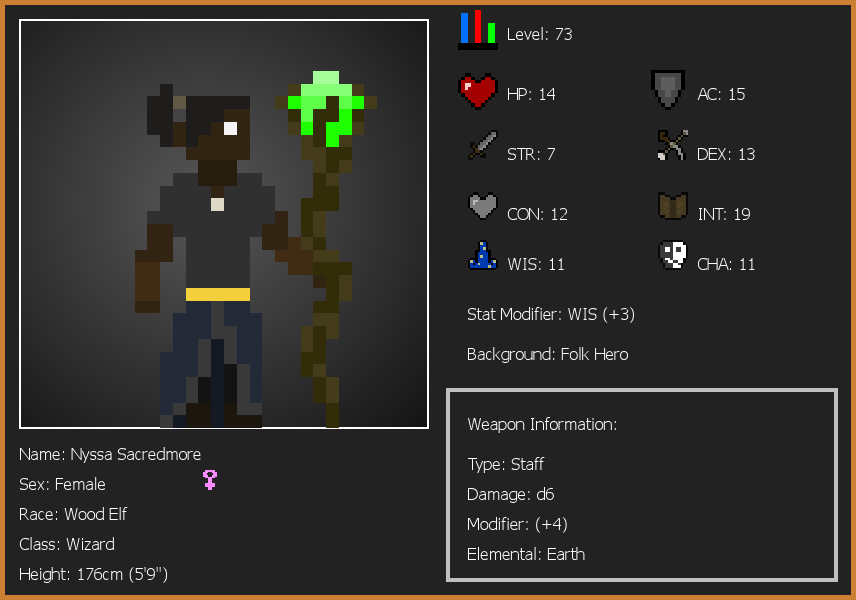 Level: 73
HP: 14
AC: 15
STR: 7
DEX: 13
CON: 12
INT: 19
WIS: 11
CHA: 11
Stat Modifier: WIS (+3)
Background: Folk Hero
Weapon Information:
Type: Staff
Damage: d6
Modifier: (+4)
Elemental: Earth
Name: Nyssa Sacredmore
Sex: Female
Race: Wood Elf
Class: Wizard
Height: 176cm (5'9")